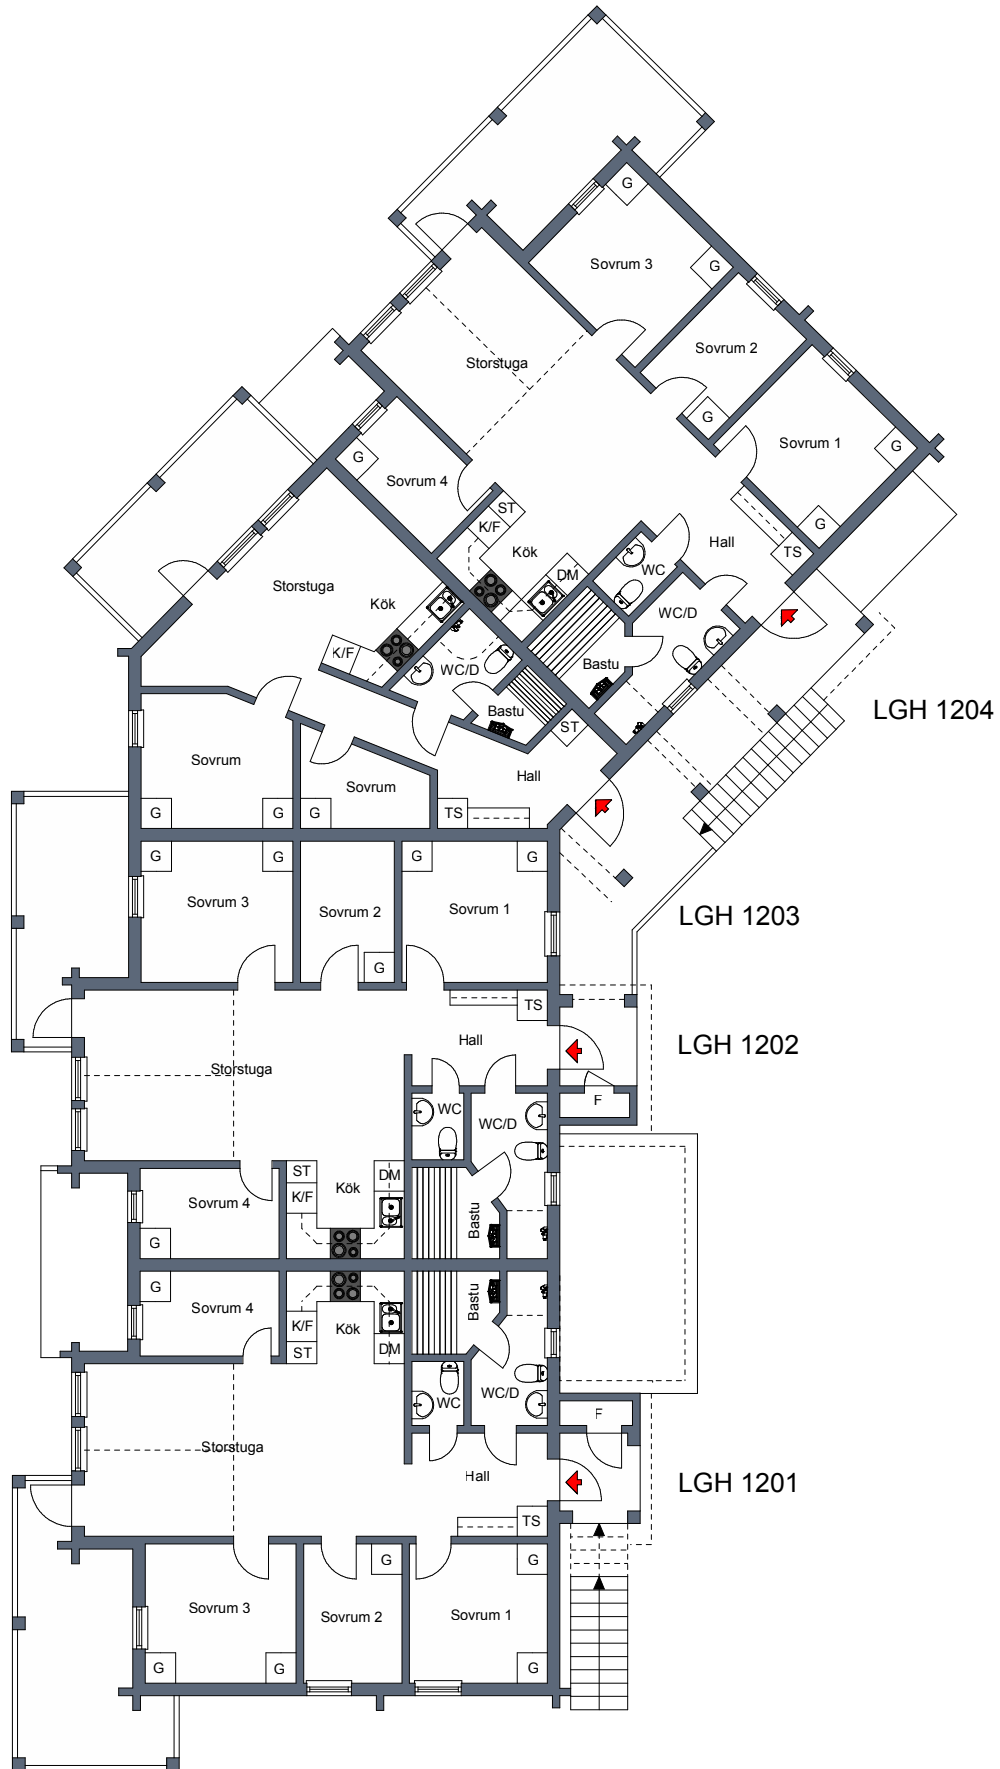 G
Sovrum 3
G
Sovrum 2
Storstuga
G
Sovrum 1
G
G
Sovrum 4
ST
K/F
Kök
G
TS
Hall
DM
WC
WC/D
Bastu
LGH 1204
Storstuga
Kök
K/F
WC/D
Bastu
ST
Sovrum
Hall
Sovrum
G
G
G
TS
LGH 1203
G
G
G
G
Sovrum 3
Sovrum 2
Sovrum 1
G
TS
Hall
LGH 1202
Storstuga
F
WC
WC/D
ST
DM
K/F
Kök
Sovrum 4
Bastu
G
G
Sovrum 4
Bastu
K/F
Kök
ST
DM
WC
WC/D
F
Storstuga
Hall
LGH 1201
TS
G
G
Sovrum 3
Sovrum 2
Sovrum 1
G
G
G